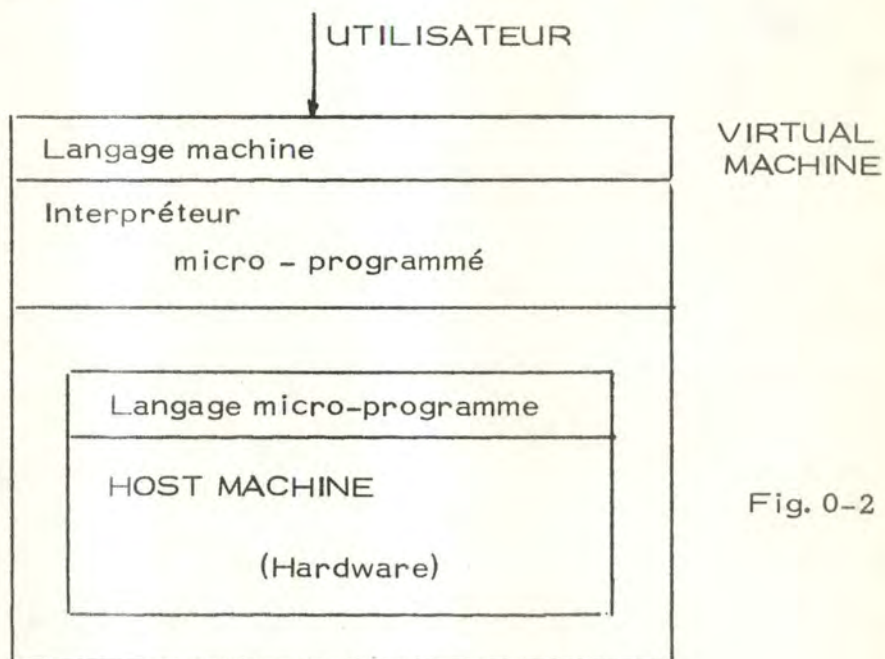 UTILISATEUR
Langage machine
VIRTUAL
MACHINE
Interpréteur
micro - programmé
Langage micro-programme
HOST MACHINE
(Hardware)
Fig. 0-2